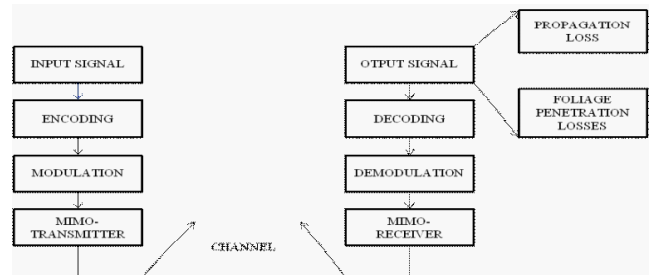 INPUT SIGNAL
ENCODING
MODULATION
MIMO-
TRANSMITTER
CHANNEL
OTPUT SIGNAL
DECODING
DEMODULATION
MIMO-
RECEIVER
PROPAGATION
LOSS
FOLIAGE
PENETRATION
LOSSES